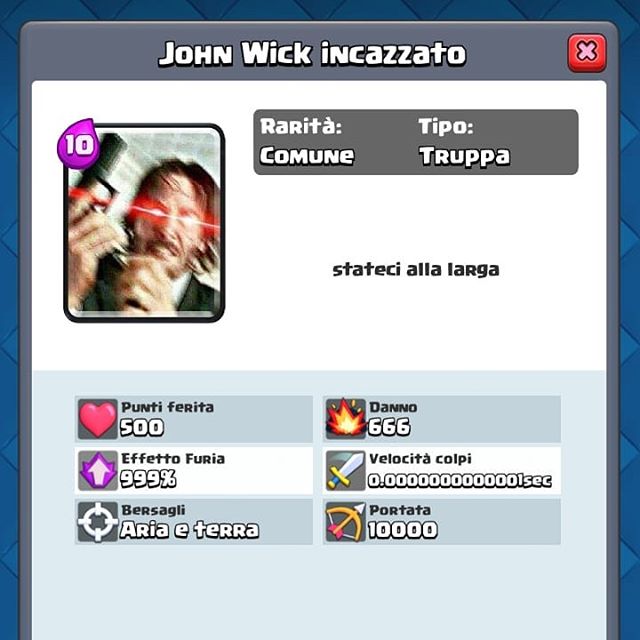 John Wick incazzato
10
Rarità:
Comune
Tipo:
Truppa
stateci alla larga
Punti ferita
500
Danno
666
Effetto Furia
999%
Velocità colpi
0.0000000000001sec
Bersagli
Aria e terra
Portata
10000